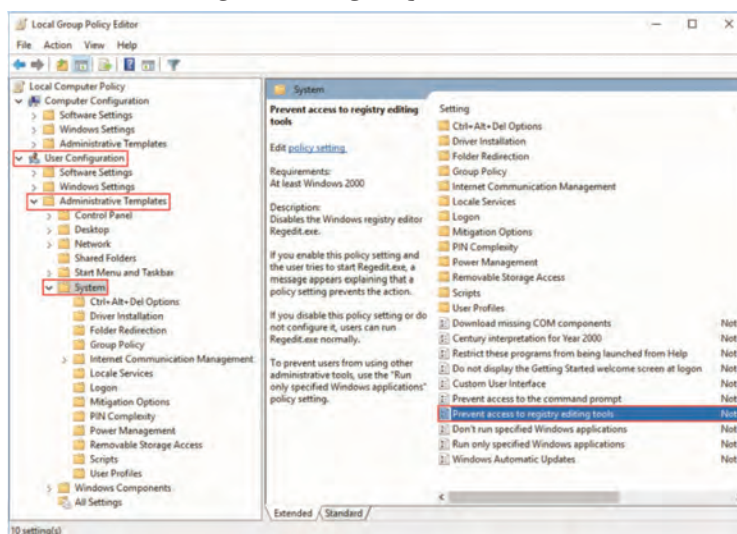 Local Group Policy Editor
File Action View Help
Local Computer Policy
Computer Configuration
Software Settings
Windows Settings
Administrative Templates
User Configuration
Software Settings
Windows Settings
Administrative Templates
Control Panel
Desktop
Network
Shared Folders
Start Menu and Taskbar
System
Ctrl+Alt+Del Options
Driver Installation
Folder Redirection
Group Policy
Internet Communication Management
Locale Services
Logon
Mitigation Options
PIN Complexity
Power Management
Removable Storage Access
Scripts
User Profiles
Windows Components
All Settings
System
Prevent access to registry editing
tools
Edit policy setting
Requirements:
At least Windows 2000
Description:
Disables the Windows registry editor
Regedit.exe.
If you enable this policy setting and
the user tries to start Regedit.exe, a
message appears explaining that a
policy setting prevents the action.
If you disable this policy setting or do
not configure it, users can run
Regedit.exe normally.
To prevent users from using other
administrative tools, use the "Run
only specified Windows applications"
policy setting.
Setting
Ctrl+Alt+Del Options
Driver Installation
Folder Redirection
Group Policy
Internet Communication Management
Locale Services
Logon
Mitigation Options
PIN Complexity
Power Management
Removable Storage Access
Scripts
User Profiles
Download missing COM components Not
Century interpretation for Year 2000 Not
Restrict these programs from being launched from Help Not
Do not display the Getting Started welcome screen at logon Not
Custom User Interface Not
Prevent access to the command prompt Not
Prevent access to registry editing tools Not
Don't run specified Windows applications Not
Run only specified Windows applications Not
Windows Automatic Updates Not
Extended Standard
10 setting(s)